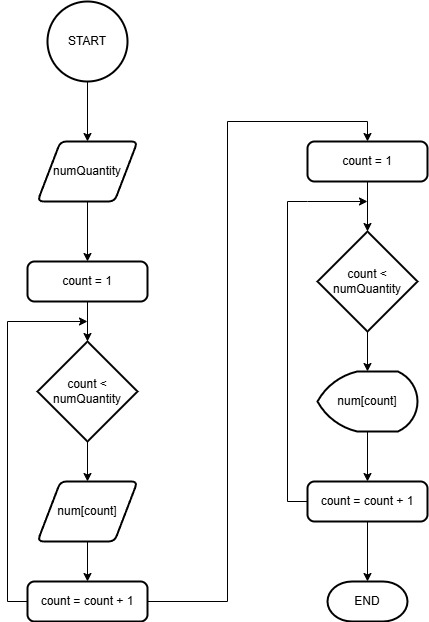 START
numQuantity
count = 1
count <
numQuantity
num[count]
count = count + 1
count = 1
count <
numQuantity
num[count]
count = count + 1
END